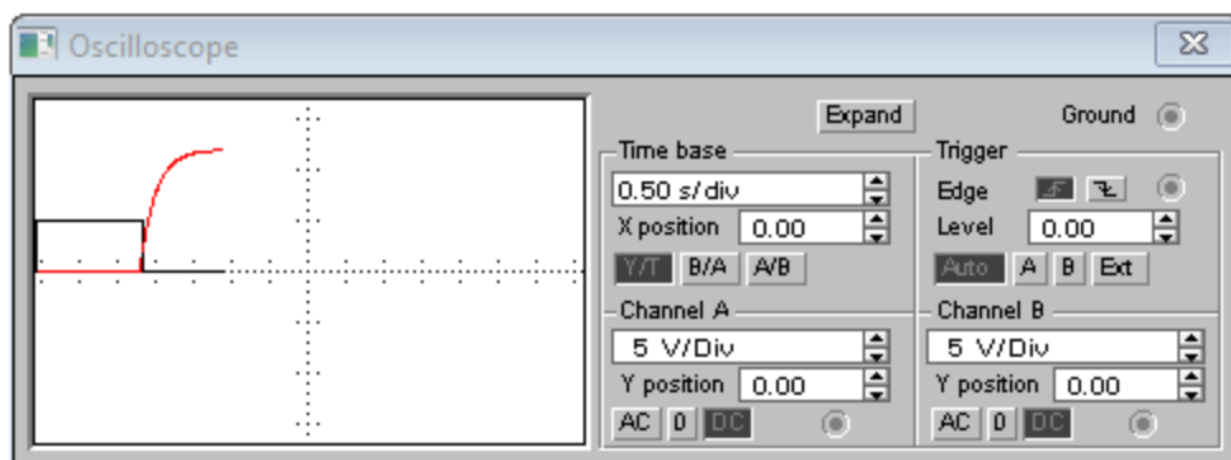 Oscilloscope
Expand
Ground
Time base
0.50 s/div
X position 0.00
Y/T B/A A/B
Trigger
Edge
Level 0.00
Auto A B Ext
Channel A
5 V/Div
Y position 0.00
AC 0 DC
Channel B
5 V/Div
Y position 0.00
AC 0 DC